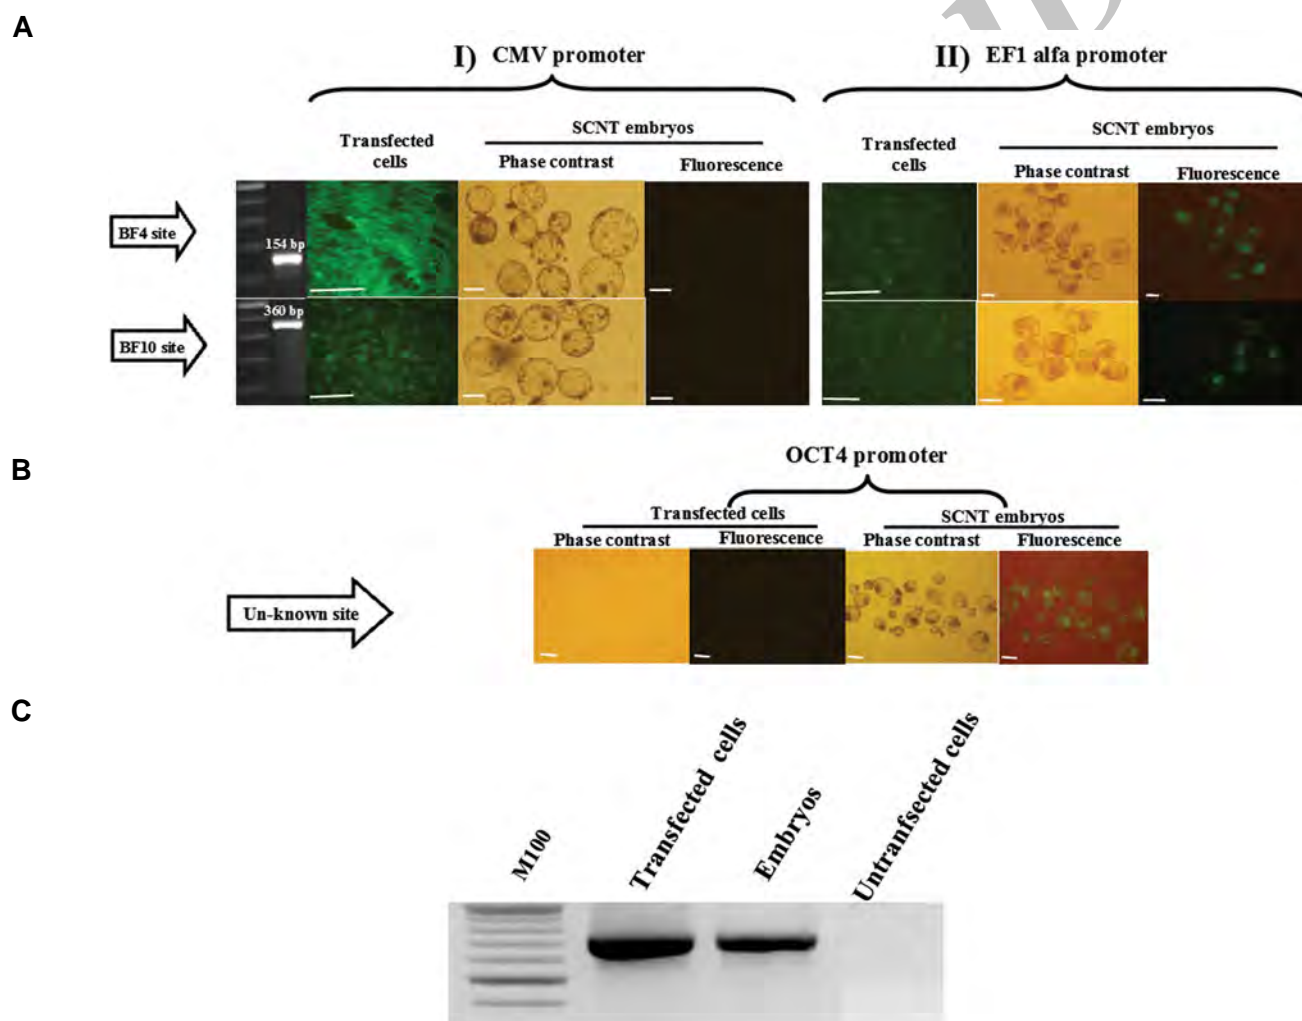 A
I) CMV promoter
II) EF1 alfa promoter
Transfected
cells
SCNT embryos
Phase contrast
Fluorescence
Transfected
cells
SCNT embryos
Phase contrast
Fluorescence
BF4 site
154 bp
BF10 site
360 bp
B
OCT4 promoter
Transfected cells
SCNT embryos
Phase contrast
Fluorescence
Phase contrast
Fluorescence
Un-known site
C
M100
Transfected cells
Embryos
Untranfsected cells